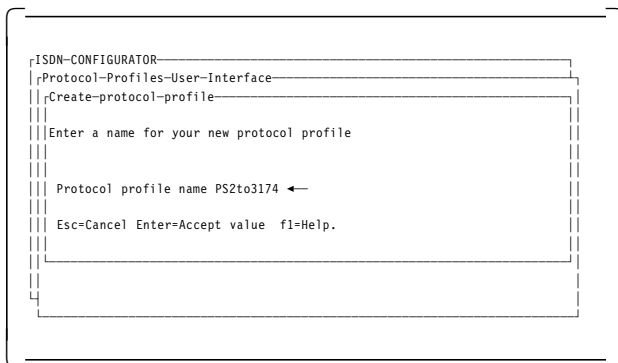 ISDN-CONFIGURATOR
Protocol-Profiles-User-Interface
Create-protocol-profile
Enter a name for your new protocol profile
Protocol profile name PS2to3174
Esc=Cancel Enter=Accept value f1=Help.